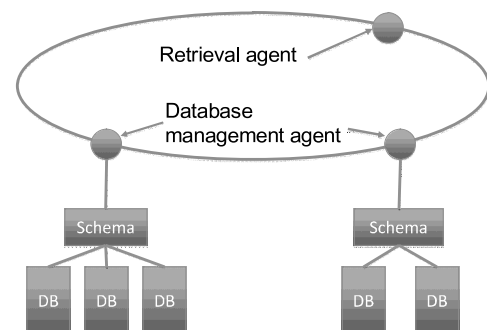 Retrieval agent
Database
management agent
Schema
Schema
DB
DB
DB
DB
DB